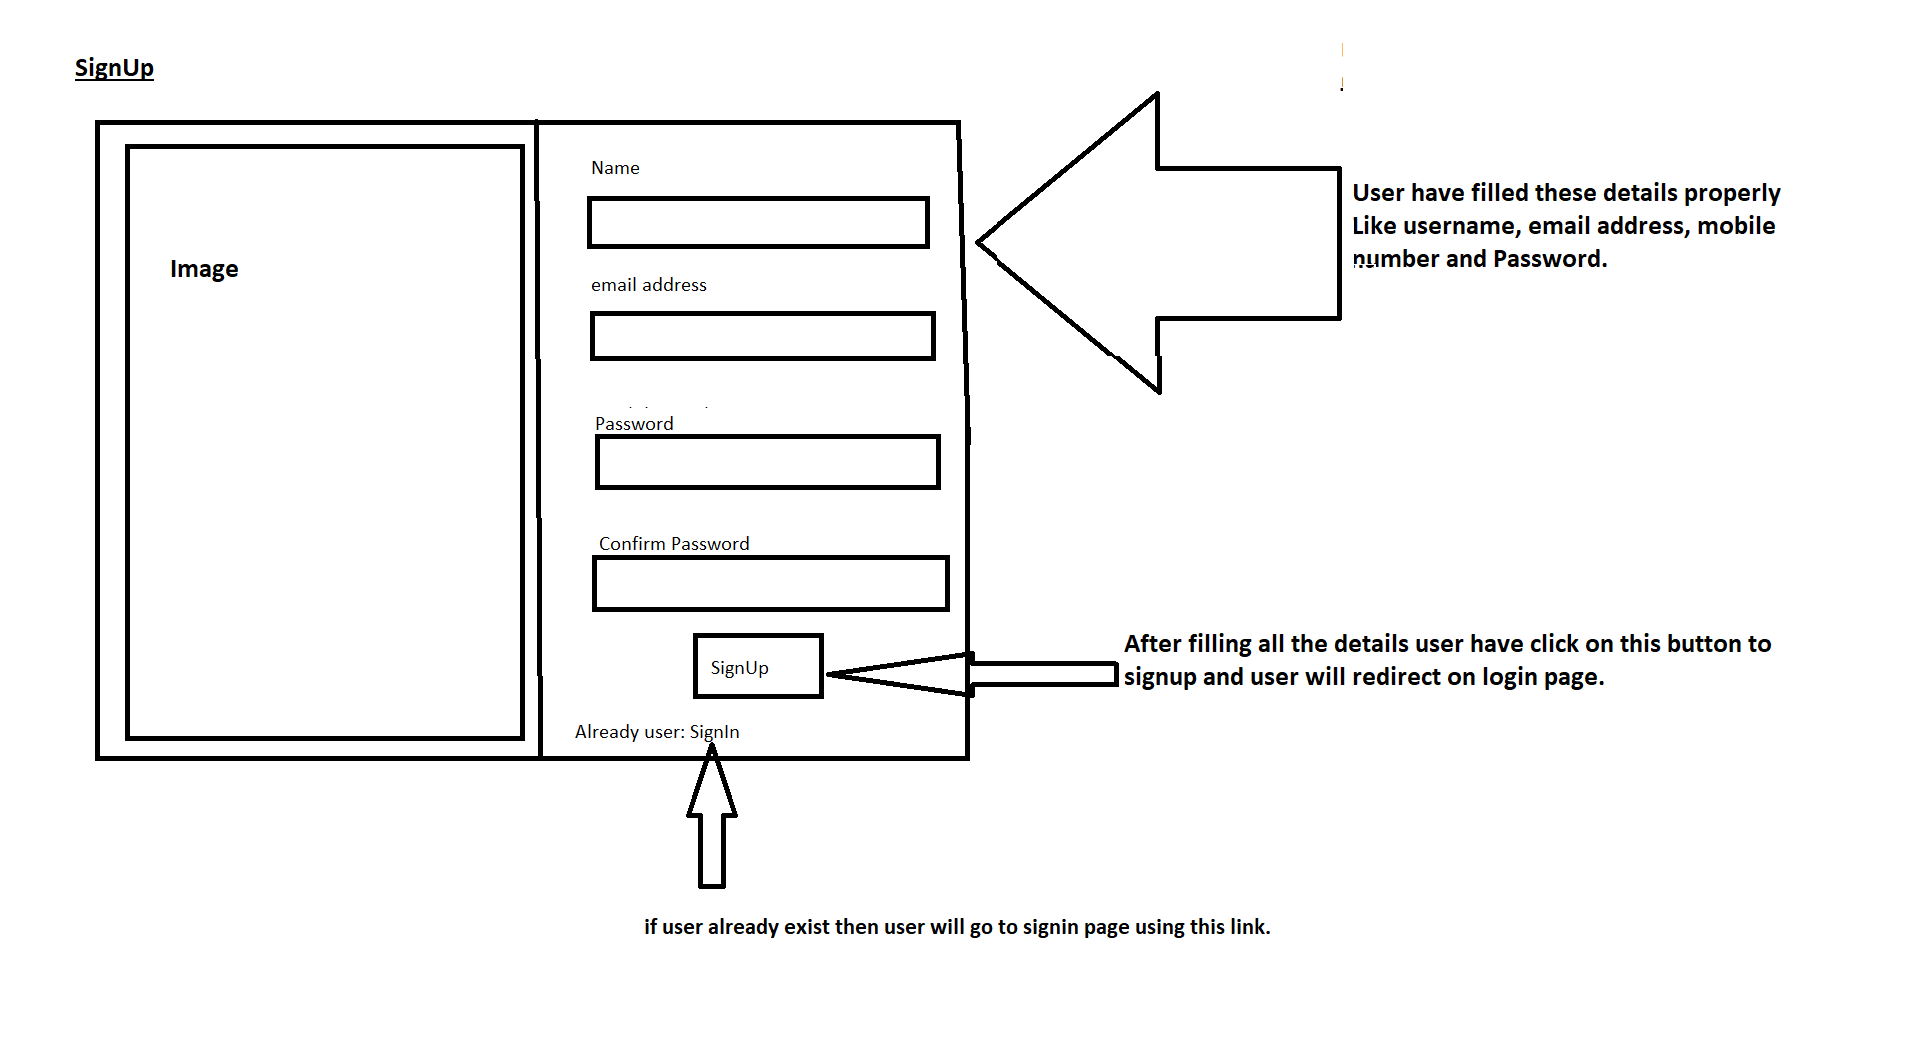 SignUp
Image
Name
email address
Password
Confirm Password
SignUp
Already user: SignIn
User have filled these details properly
Like username, email address, mobile
number and Password.
After filling all the details user have click on this button to
signup and user will redirect on login page.
if user already exist then user will go to signin page using this link.